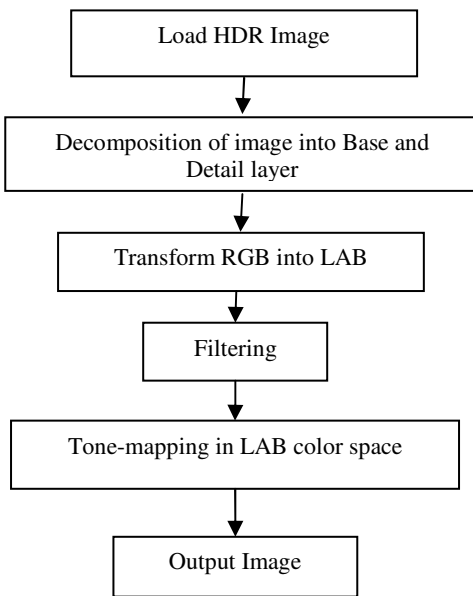 Load HDR Image
Decomposition of image into Base and
Detail layer
Transform RGB into LAB
Filtering
Tone-mapping in LAB color space
Output Image